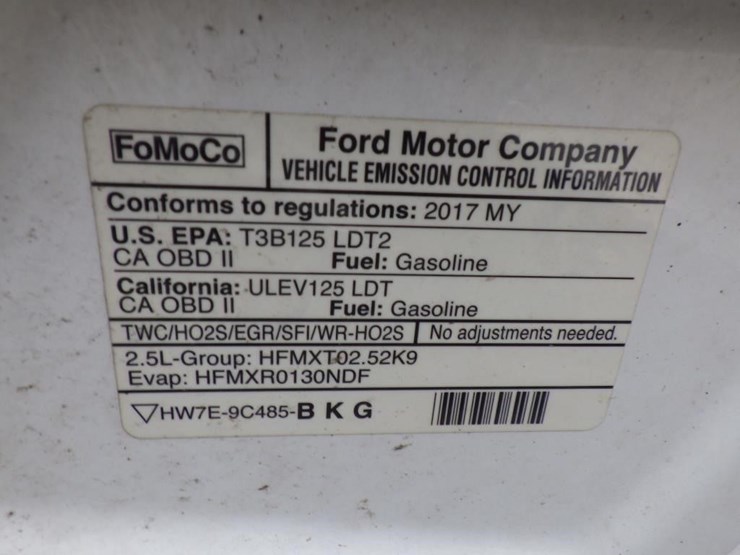 FoMoCo
Ford Motor Company
VEHICLE EMISSION CONTROL INFORMATION
Conforms to regulations: 2017 MY
U.S. EPA: T3B125 LDT2
CA OBD II Fuel: Gasoline
California: ULEV125 LDT
CA OBD II Fuel: Gasoline
TWC/HO2S/EGR/SFI/WR-HO2S No adjustments needed.
2.5L-Group: HFMXT02.52K9
Evap: HFMXR0130NDF
HW7E-9C485-B K G